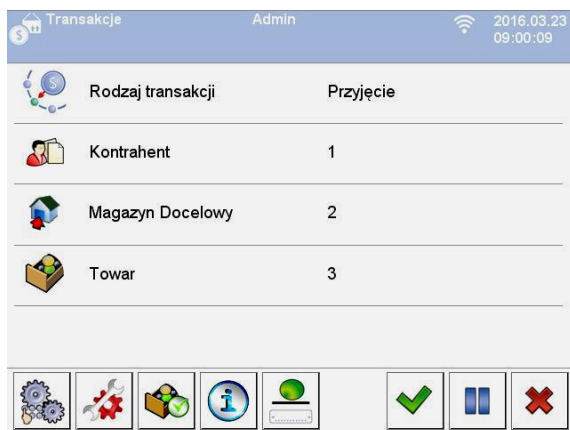 Transakcje Admin 2016.03.23
09:00:09
Rodzaj transakcji Przyjęcie
Kontrahent 1
Magazyn Docelowy 2
Towar 3